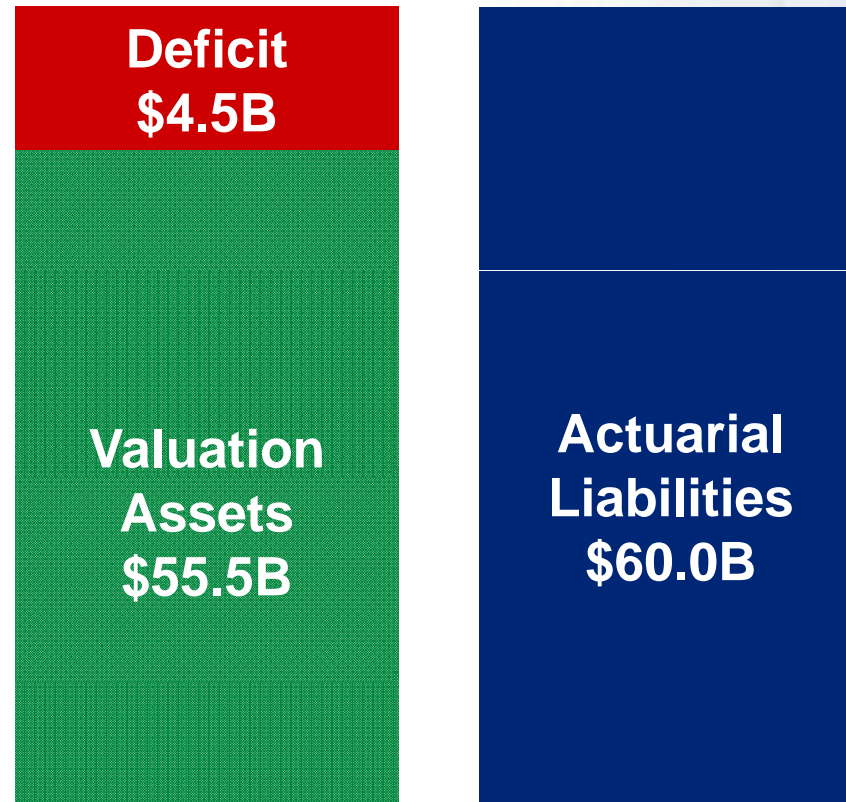 Deficit
$4.5B
Valuation
Assets
$55.5B
Actuarial
Liabilities
$60.0B